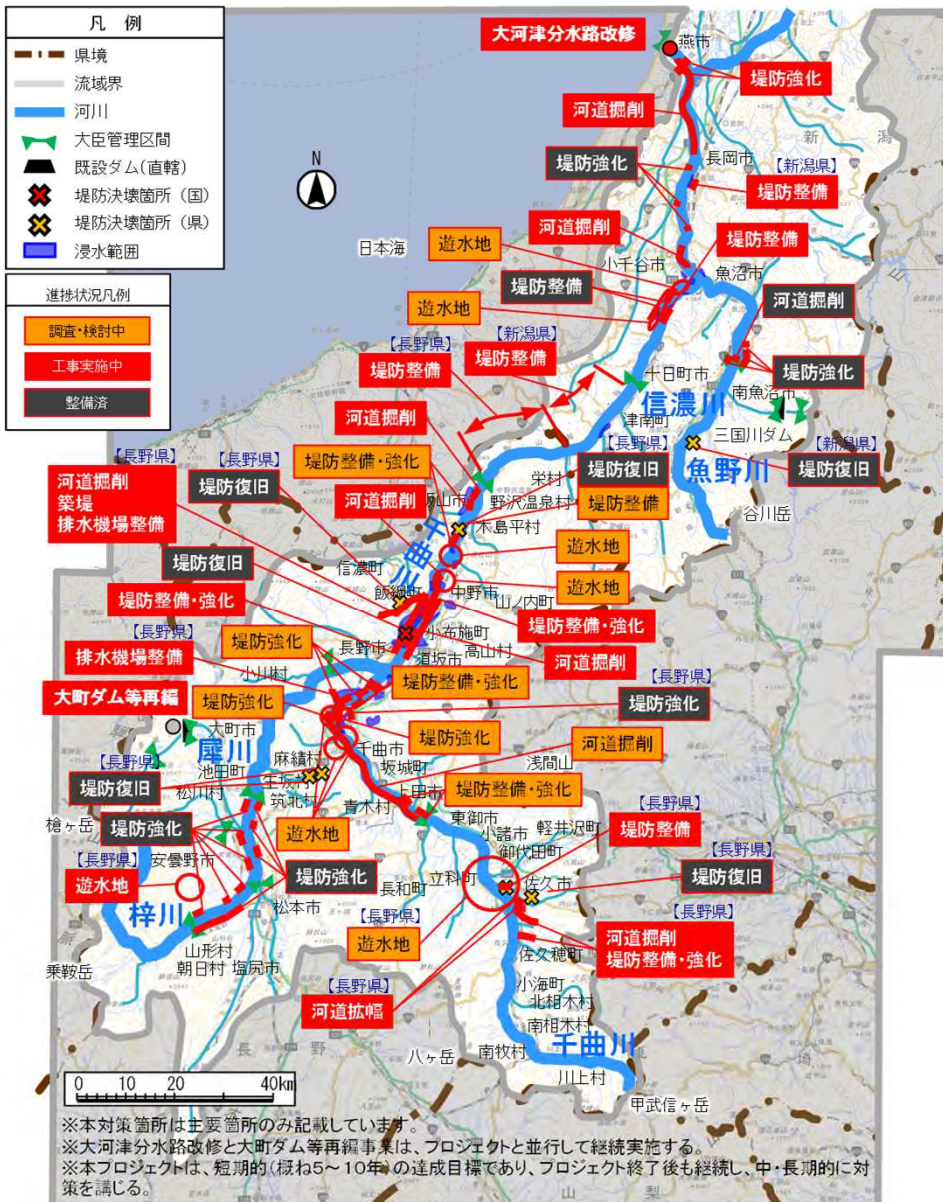 凡 例
県境
流域界
河川
大臣管理区間
既設ダム(直轄)
堤防決壊箇所(国)
堤防決壊箇所(県)
浸水範囲
進捗状況凡例
調査・検討中
工事実施中
整備済
N
日本海
大河津分水路改修
燕市
堤防強化
河道掘削
新
潟
長岡市
堤防強化
【新潟県】
堤防整備
河道掘削
堤防整備
遊水地
小千谷市
魚沼市
堤防整備
河道掘削
遊水地
【長野県】
【新潟県】
堤防整備
堤防整備
堤防強化
十日町市
南魚沼市
信濃川
津南町
三国川ダム
河道掘削
【長野県】
【新潟県】
魚野川
堤防復旧
堤防復旧
栄村
【長野県】
【長野県】
堤防整備・強化
堤防整備
河道掘削
築堤
排水機場整備
堤防復旧
河道掘削
飯山市
野沢温泉村
谷川岳
木島平村
千曲川
遊水地
信濃町
堤防復旧
遊水地
飯綱町
中野市
山ノ内町
堤防整備・強化
堤防整備・強化
小布施町
【長野県】
堤防強化
長野市
高山村
須坂市
河道掘削
排水機場整備
小川村
堤防整備・強化
大町ダム等再編
堤防強化
堤防強化
大町市
堤防強化
犀川
千曲市
河道掘削
麻績村
坂城町
浅間山
【長野県】
池田町
生坂村
上田市
堤防整備・強化
堤防復旧
松川村
筑北村
青木村
【長野県】
東御市
軽井沢町
槍ヶ岳
堤防強化
小諸市
堤防整備
遊水地
御代田町
【長野県】
安曇野市
【長野県】
堤防強化
立科町
佐久市
堤防復旧
遊水地
長和町
松本市
【長野県】
【長野県】
梓川
遊水地
河道掘削
堤防整備・強化
山形村
佐久穂町
朝日村
塩尻市
【長野県】
乗鞍岳
小海町
河道拡幅
北相木村
南相木村
千曲川
長
野
八ヶ岳
南牧村
川上村
埼
甲武信ヶ岳
0
10
20
40km
※本対策箇所は主要箇所のみ記載しています。
※大河津分水路改修と大町ダム等再編事業は、プロジェクトと並行して継続実施する。
※本プロジェクトは、短期的(概ね5~10年)の達成目標であり、プロジェクト終了後も継続し、中・長期的に対
策を講じる。
山
梨